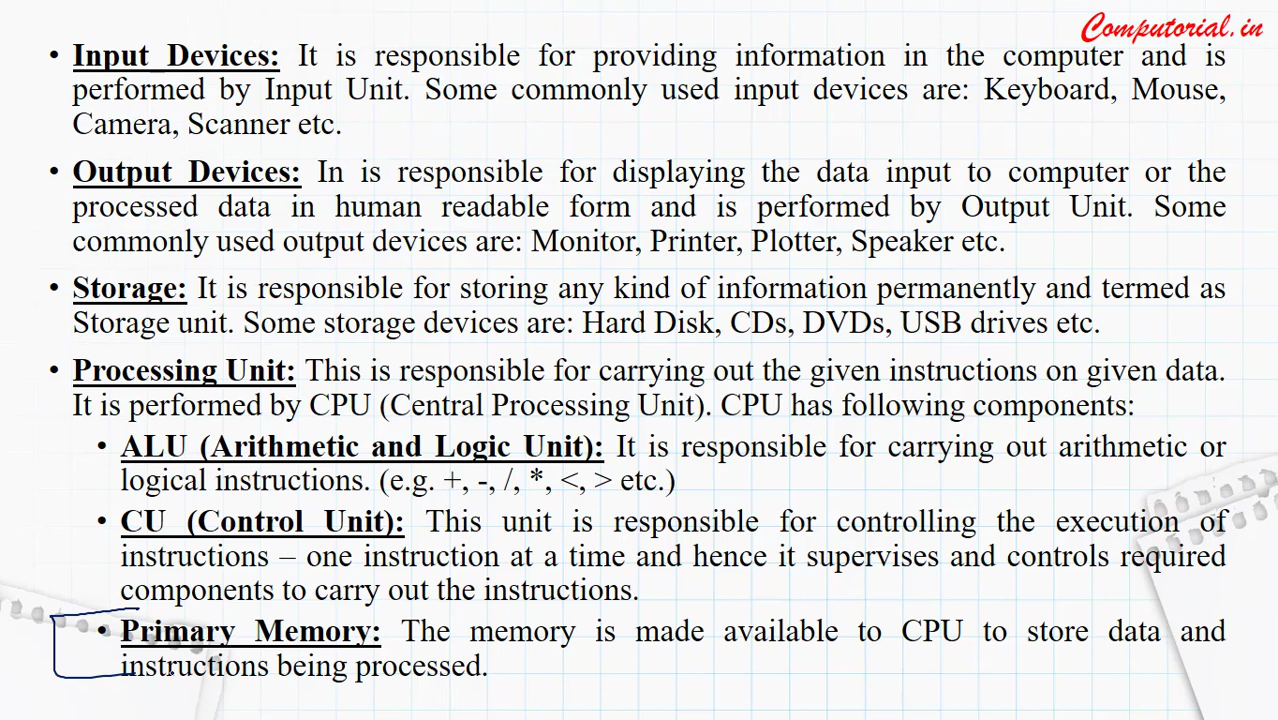 Computorial.in
• Input Devices: It is responsible for providing information in the computer and is
performed by Input Unit. Some commonly used input devices are: Keyboard, Mouse,
Camera, Scanner etc.
• Output Devices: In is responsible for displaying the data input to computer or the
processed data in human readable form and is performed by Output Unit. Some
commonly used output devices are: Monitor, Printer, Plotter, Speaker etc.
• Storage: It is responsible for storing any kind of information permanently and termed as
Storage unit. Some storage devices are: Hard Disk, CDs, DVDs, USB drives etc.
• Processing Unit: This is responsible for carrying out the given instructions on given data.
It is performed by CPU (Central Processing Unit). CPU has following components:
• ALU (Arithmetic and Logic Unit): It is responsible for carrying out arithmetic or
logical instructions. (e.g. +, -, /, *, <, > etc.)
• CU (Control Unit): This unit is responsible for controlling the execution of
instructions – one instruction at a time and hence it supervises and controls required
components to carry out the instructions.
• Primary Memory: The memory is made available to CPU to store data and
instructions being processed.